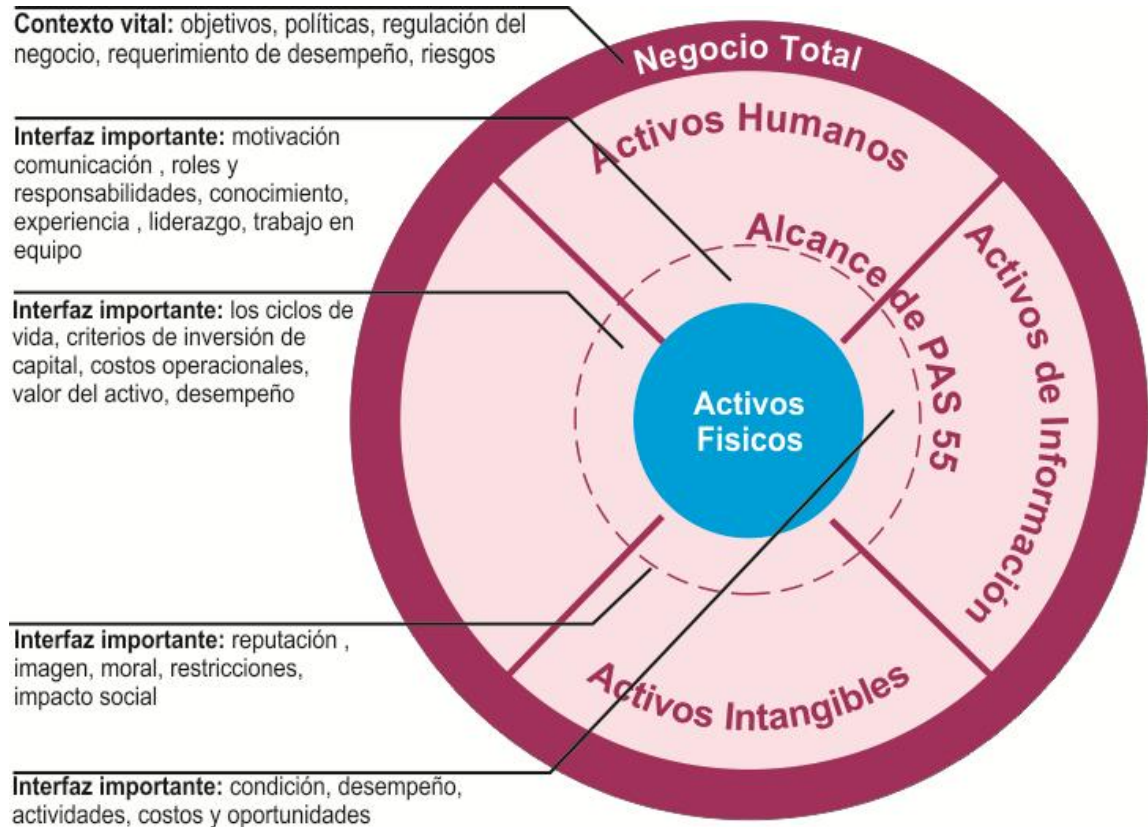 Contexto vital: objetivos, políticas, regulación del
negocio, requerimiento de desempeño, riesgos
Interfaz importante: motivación
comunicación , roles y
responsabilidades, conocimiento,
experiencia , liderazgo, trabajo en
equipo
Interfaz importante: los ciclos de
vida, criterios de inversión de
capital, costos operacionales,
valor del activo, desempeño
Interfaz importante: reputación ,
imagen, moral, restricciones,
impacto social
Interfaz importante: condición, desempeño,
actividades, costos y oportunidades
Negocio Total
Activos Humanos
Alcance de PAS 55
Activos de Información
Activos
Fisicos
Activos Intangibles